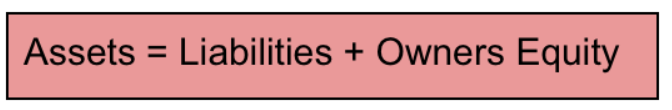 Assets = Liabilities + Owners Equity